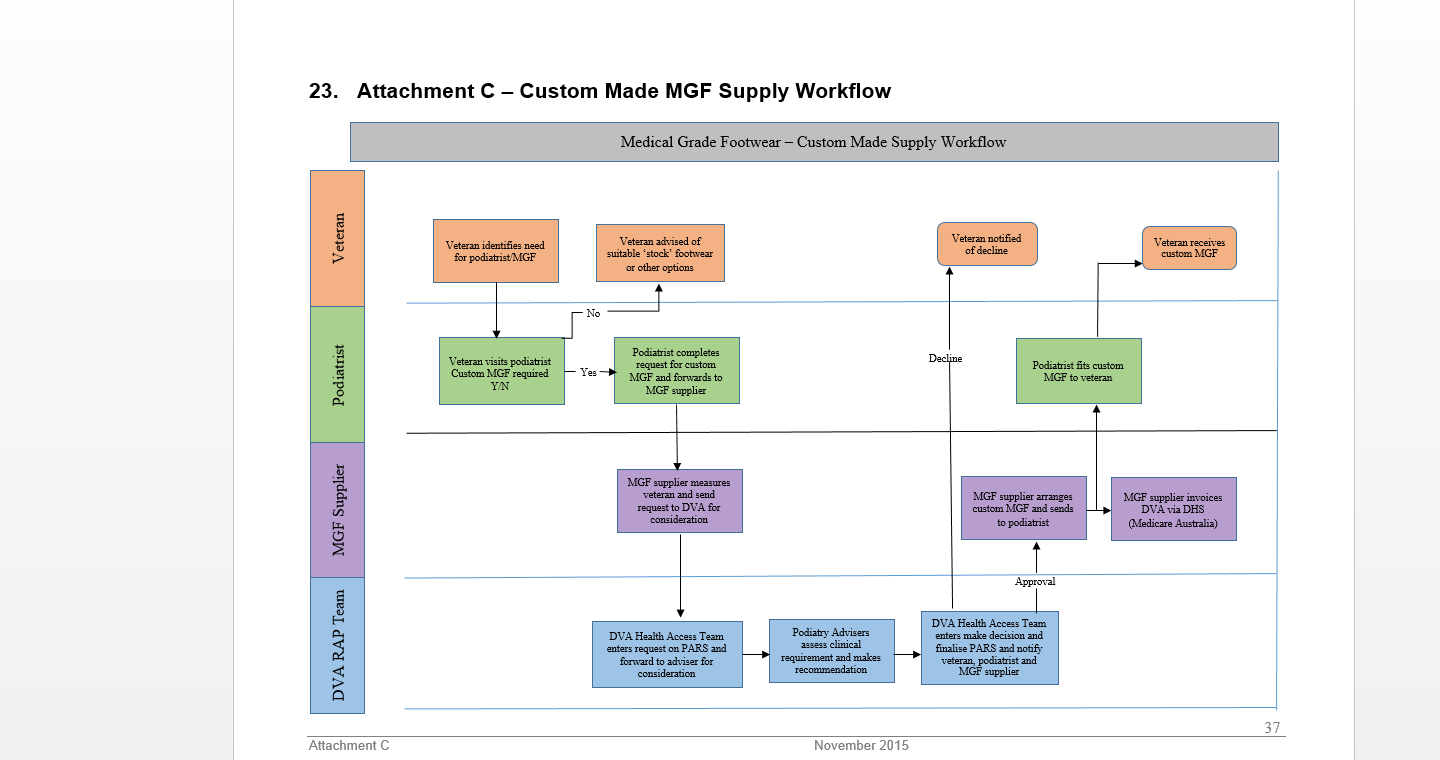 23. Attachment C – Custom Made MGF Supply Workflow
Medical Grade Footwear – Custom Made Supply Workflow
Veteran
Veteran identifies need
for podiatrist/MGF
Veteran advised of
suitable ‘stock’ footwear
or other options
Veteran notified
of decline
Veteran receives
custom MGF
No
Podiatrist
Veteran visits podiatrist
Custom MGF required
Y/N
Yes
Podiatrist completes
request for custom
MGF and forwards to
MGF supplier
Decline
Podiatrist fits custom
MGF to veteran
MGF Supplier
MGF supplier measures
veteran and send
request to DVA for
consideration
MGF supplier arranges
custom MGF and sends
to podiatrist
MGF supplier invoices
DVA via DHS
(Medicare Australia)
Approval
DVA RAP Team
DVA Health Access Team
enters request on PARS and
forward to adviser for
consideration
Podiatry Advisers
assess clinical
requirement and makes
recommendation
DVA Health Access Team
enters make decision and
finalise PARS and notify
veteran, podiatrist and
MGF supplier
37
Attachment C
November 2015